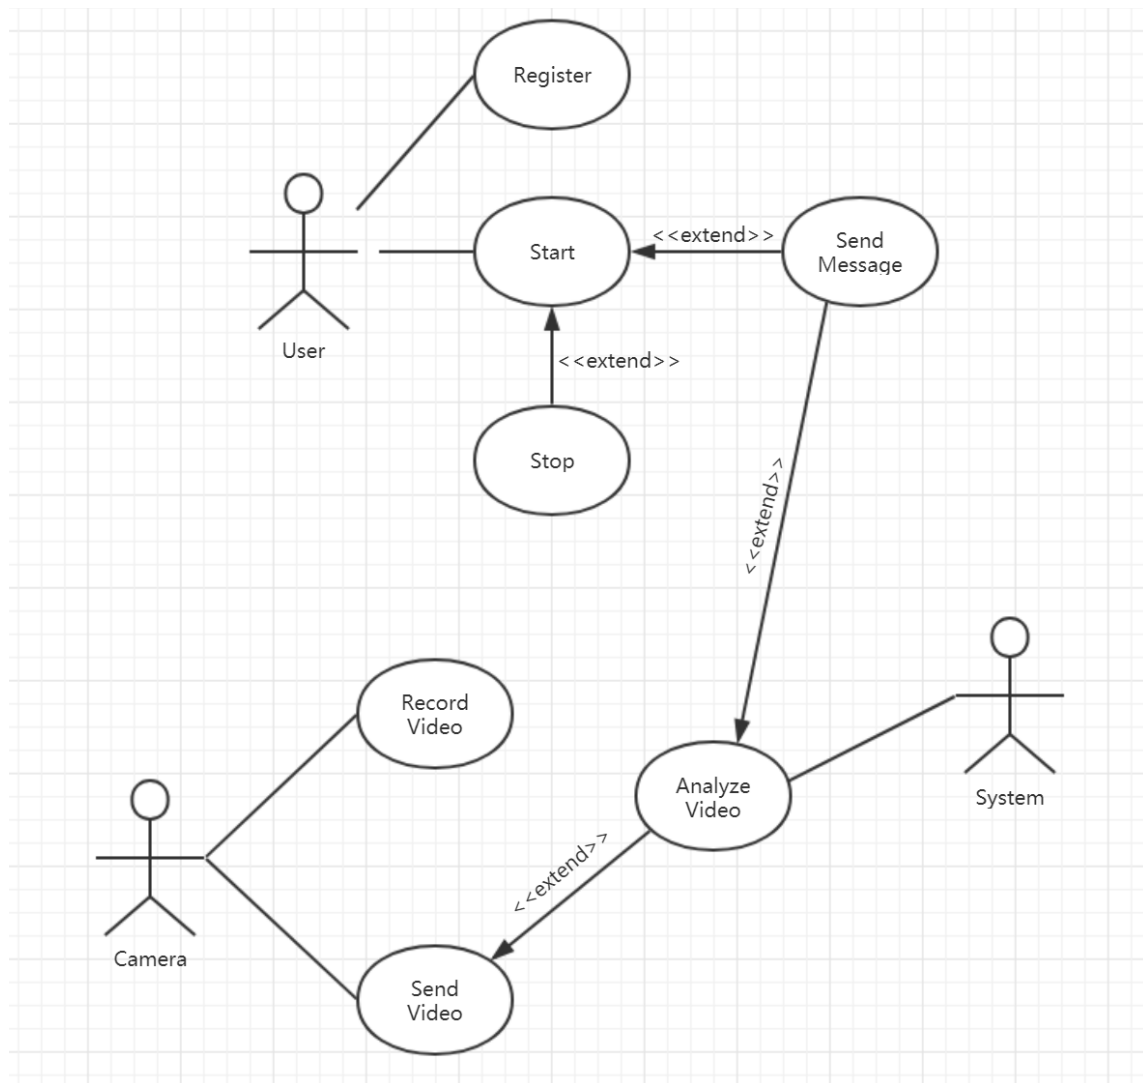 Register
Start
<<extend>>
Send
Message
User
<<extend>>
Stop
<<extend>>
Record
Video
Analyze
Video
System
<<extend>>
Camera
Send
Video